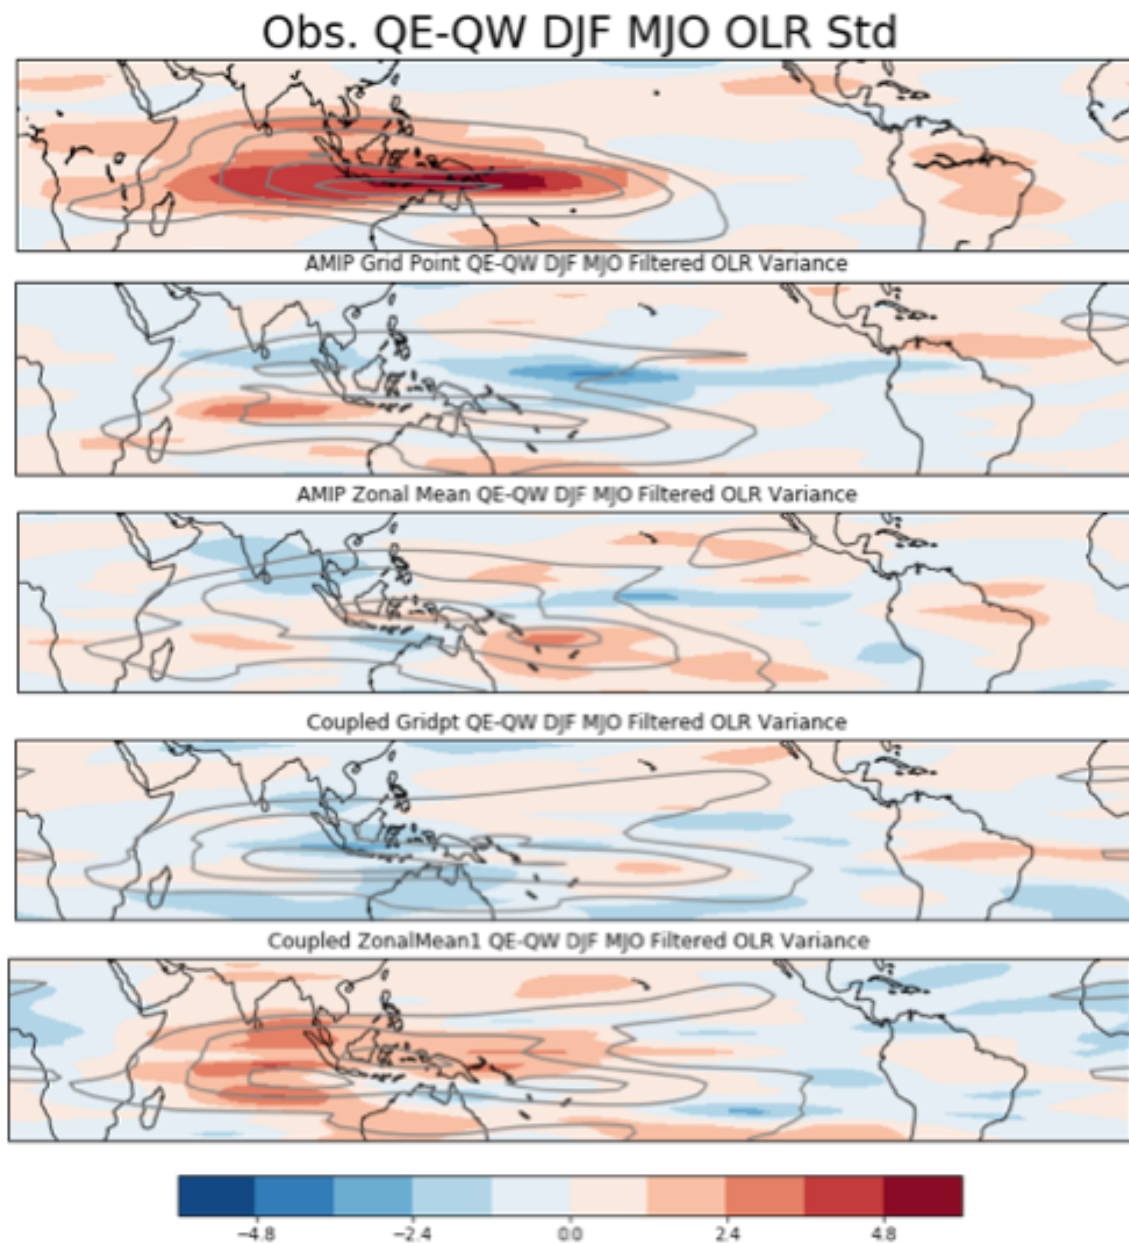 Obs. QE-QW DJF MJO OLR Std
AMIP Grid Point QE-QW DJF MJO Filtered OLR Variance
AMIP Zonal Mean QE-QW DJF MJO Filtered OLR Variance
Coupled Gridpt QE-QW DJF MJO Filtered OLR Variance
Coupled ZonalMean1 QE-QW DJF MJO Filtered OLR Variance
−4.8 −2.4 0.0 2.4 4.8